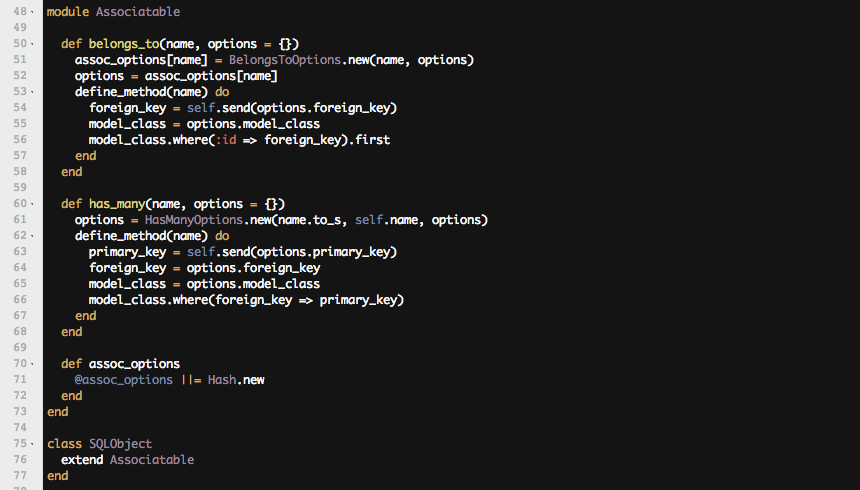 48 module Associatable
49
50   def belongs_to(name, options = {})
51     assoc_options[name] = BelongsToOptions.new(name, options)
52     options = assoc_options[name]
53     define_method(name) do
54       foreign_key = self.send(options.foreign_key)
55       model_class = options.model_class
56       model_class.where(:id => foreign_key).first
57     end
58   end
59
60   def has_many(name, options = {})
61     options = HasManyOptions.new(name.to_s, self.name, options)
62     define_method(name) do
63       primary_key = self.send(options.primary_key)
64       foreign_key = options.foreign_key
65       model_class = options.model_class
66       model_class.where(foreign_key => primary_key)
67     end
68   end
69
70   def assoc_options
71     @assoc_options ||= Hash.new
72   end
73 end
74
75 class SQLObject
76   extend Associatable
77 end